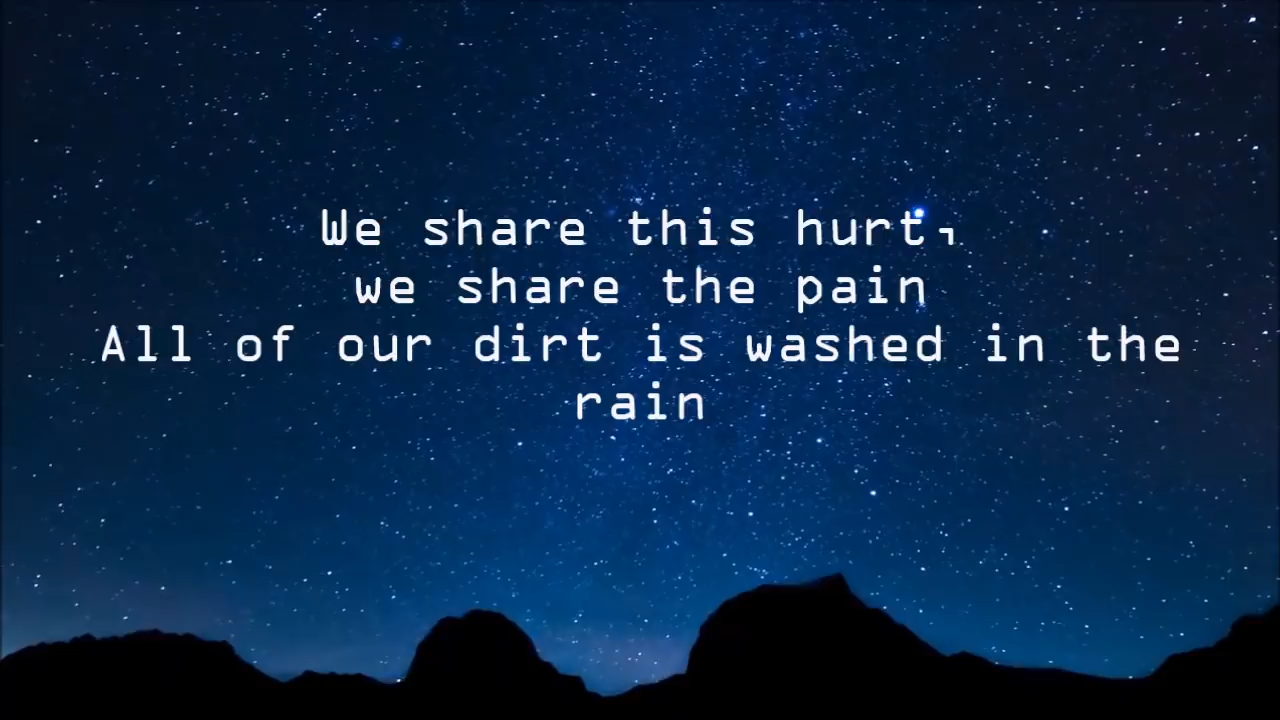 We share this hurt,
we share the pain
All of our dirt is washed in the
rain